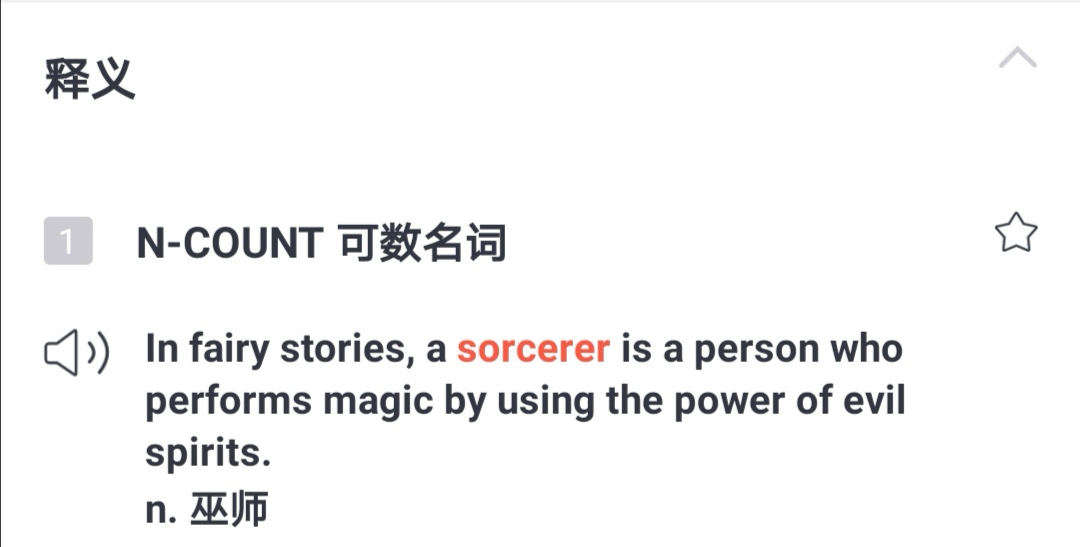 释义
1 N-COUNT 可数名词
In fairy stories, a sorcerer is a person who
performs magic by using the power of evil
spirits.
n. 巫师